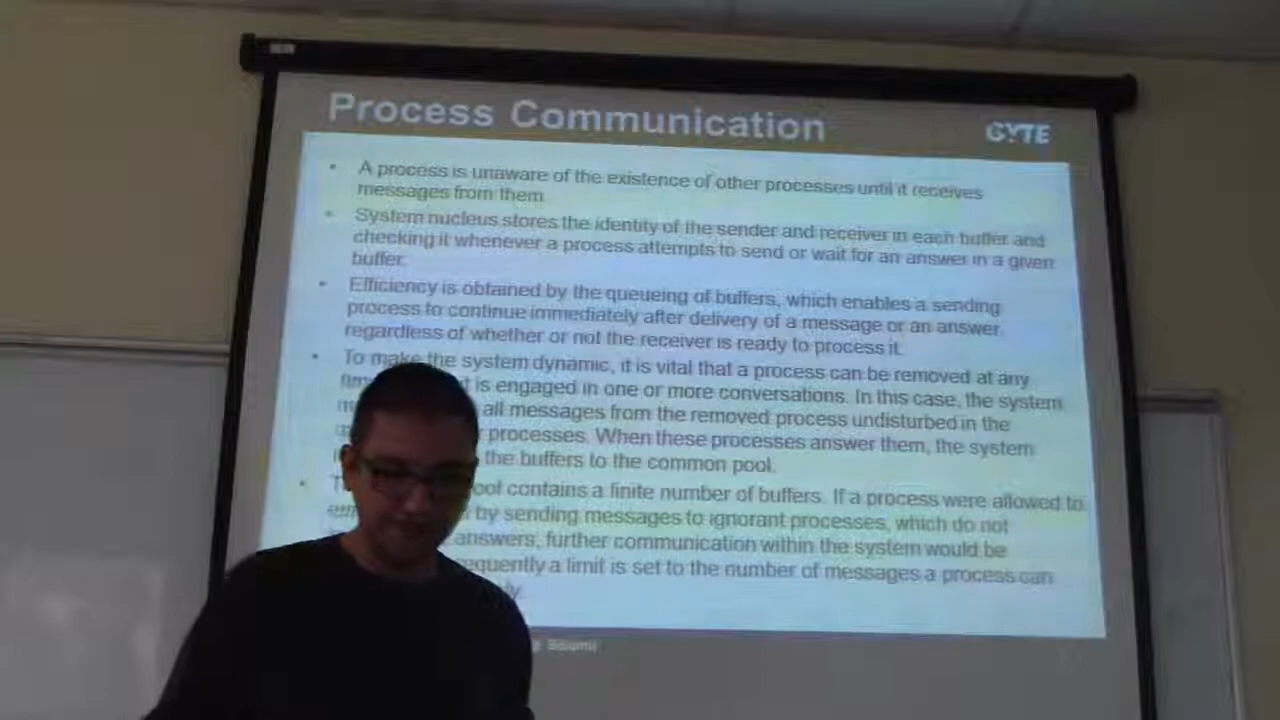 Process Communication
GYTE
• A process is unaware of the existence of other processes until it receives
messages from them.
• System nucleus stores the identity of the sender and receiver in each buffer and
checking it whenever a process attempts to send or wait for an answer in a given
buffer.
• Efficiency is obtained by the queueing of buffers, which enables a sending
process to continue immediately after delivery of a message or an answer
regardless of whether or not the receiver is ready to process it.
• To make the system dynamic, it is vital that a process can be removed at any
is engaged in one or more conversations. In this case, the system
all messages from the removed process undisturbed in the
processes. When these processes answer them, the system
the buffers to the common pool.
• contains a finite number of buffers. If a process were allowed to
by sending messages to ignorant processes, which do not
answers, further communication within the system would be
a limit is set to the number of messages a process can